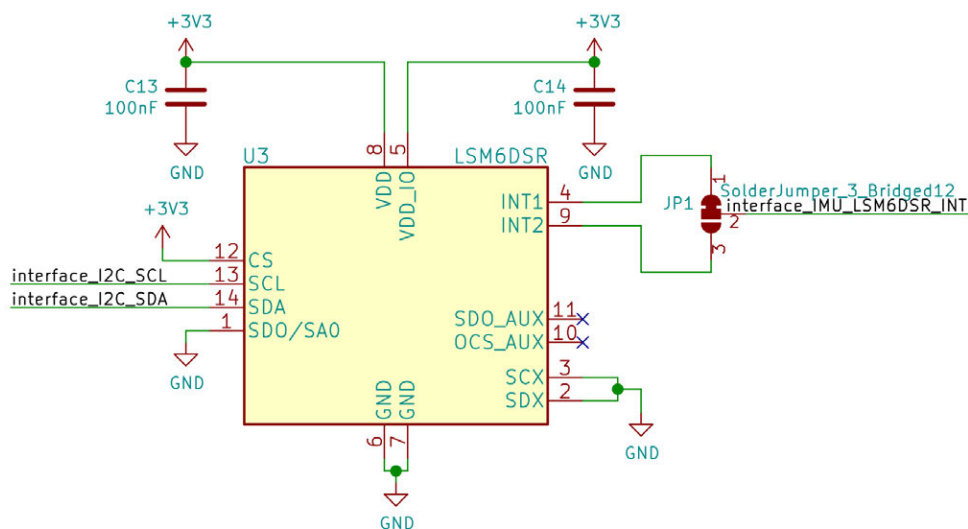 +3V3
+3V3
C13
100nF
C14
100nF
GND
GND
U3
LSM6DSR
8
5
VDD
VDD_IO
+3V3
INT1
4
INT2
9
JP1
1
SolderJumper_3_Bridged12
interface_IMU_LSM6DSR_INT
2
3
12
CS
interface_I2C_SCL
13
SCL
interface_I2C_SDA
14
SDA
1
SDO/SA0
GND
SDO_AUX
11
OCS_AUX
10
SCX
3
SDX
2
GND
GND
GND
6
7
GND